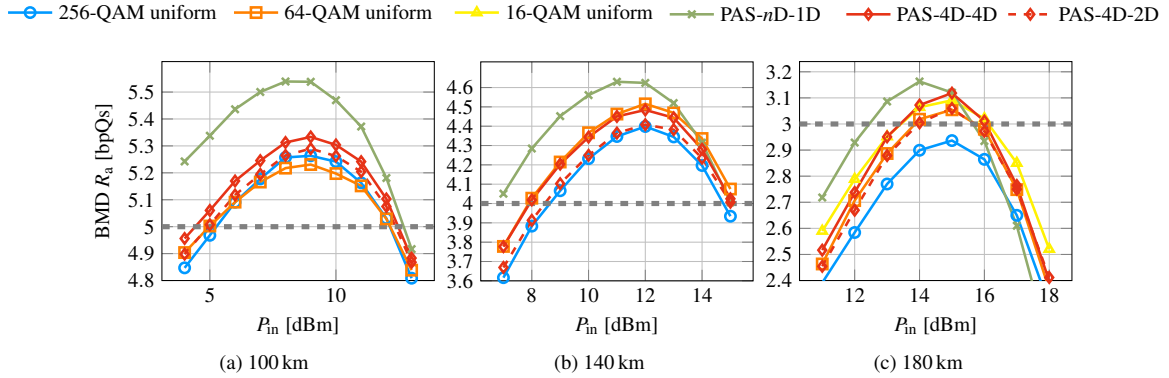 256-QAM uniform 64-QAM uniform 16-QAM uniform PAS-nD-1D PAS-4D-4D PAS-4D-2D
BMD Ra [bpQs]
5.5
5.4
5.3
5.2
5.1
5
4.9
4.8
5 10
Pin [dBm]
(a) 100 km
4.6
4.5
4.4
4.3
4.2
4.1
4
3.9
3.8
3.7
3.6
8 10 12 14
Pin [dBm]
(b) 140 km
3.2
3.1
3
2.9
2.8
2.7
2.6
2.5
2.4
12 14 16 18
Pin [dBm]
(c) 180 km